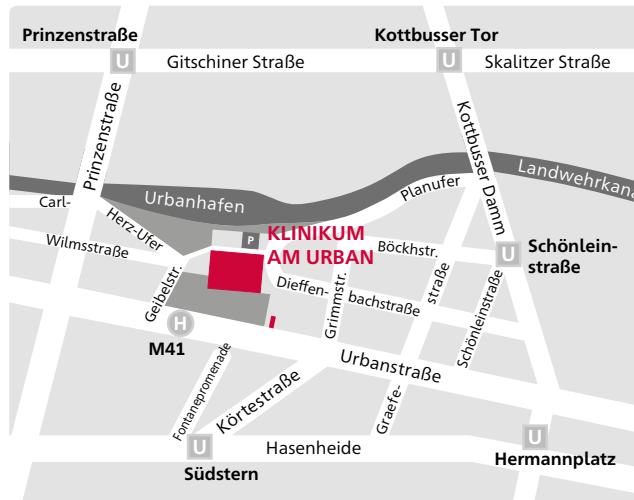 Prinzenstraße
Kottbusser Tor
U
Gitschiner Straße
U
Skalitzer Straße
Prinzenstraße
Kottbusser Damm
Landwehrkana
Planufer
Urbanhafen
Carl-
Herz-Ufer
P
KLINIKUM
AM URBAN
Wilmsstraße
Böckhstr.
U
Schönlein-
straße
Geibelstr.
Dieffen-
bachstraße
Grimmstr.
straße
Schönleinstraße
H
M41
Urbanstraße
Fontanepromenade
Körtestraße
Graefe-
U
Südstern
Hasenheide
U
Hermannplatz